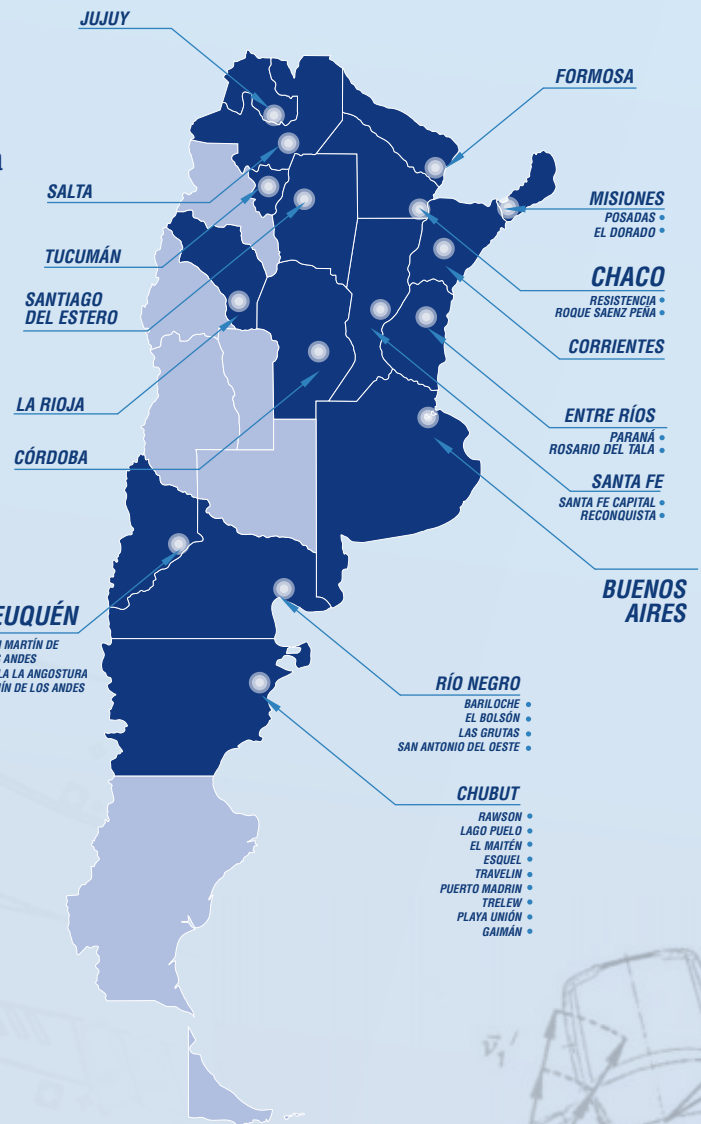 JUJUY
FORMOSA
SALTA
MISIONES
POSADAS •
EL DORADO •
TUCUMÁN
CHACO
RESISTENCIA •
ROQUE SAENZ PEÑA •
SANTIAGO
DEL ESTERO
CORRIENTES
LA RIOJA
ENTRE RÍOS
PARANÁ •
ROSARIO DEL TALA •
CÓRDOBA
SANTA FE
SANTA FE CAPITAL •
RECONQUISTA •
BUENOS
AIRES
EUQUÉN
MARTÍN DE
ANDES
LA LA ANGOSTURA
ÍN DE LOS ANDES
RÍO NEGRO
BARILOCHE •
EL BOLSÓN •
LAS GRUTAS •
SAN ANTONIO DEL OESTE •
CHUBUT
RAWSON •
LAGO PUELO •
EL MAITÉN •
ESQUEL •
TRAVELIN •
PUERTO MADRIN •
TRELEW •
PLAYA UNIÓN •
GAIMÁN •